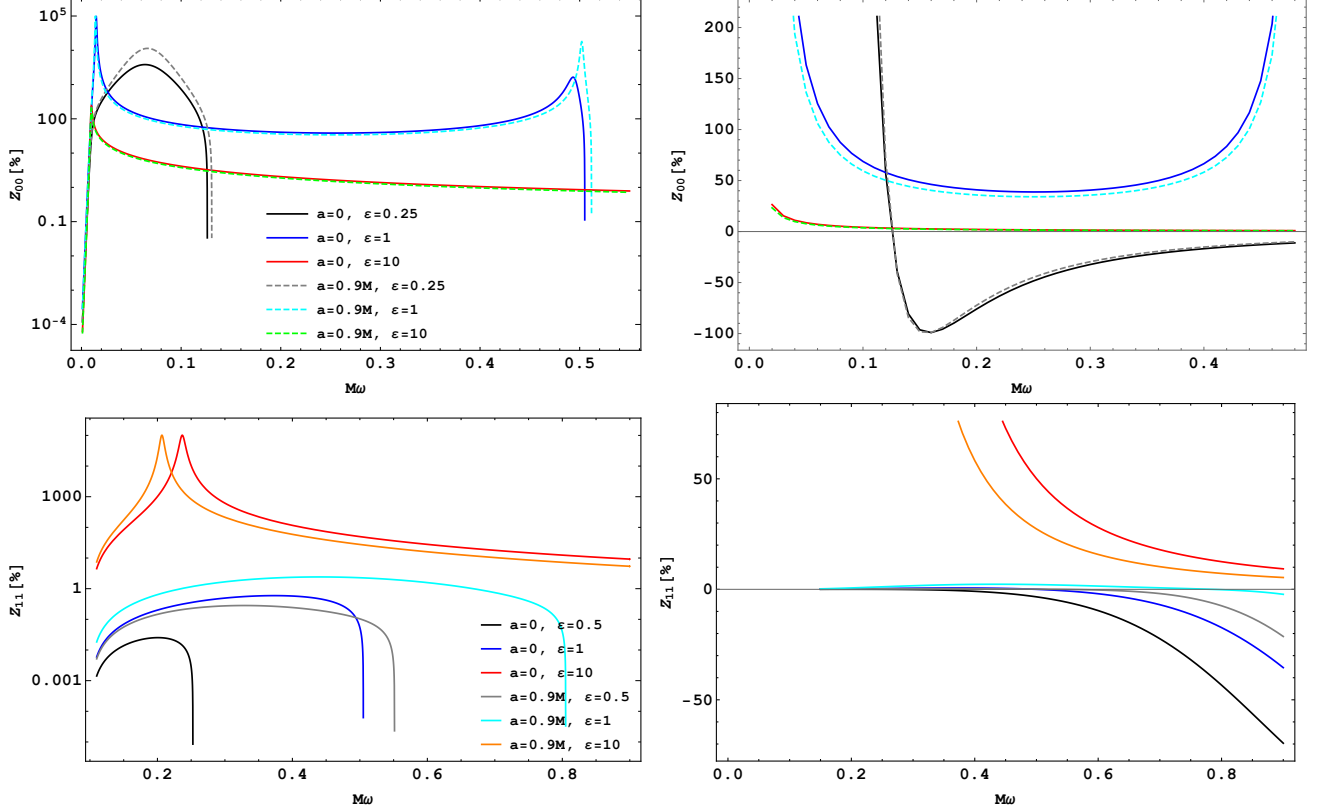 10⁵
100
0.1
10⁻⁴
Z₀₀[%]
a=0, ε=0.25
a=0, ε=1
a=0, ε=10
a=0.9M, ε=0.25
a=0.9M, ε=1
a=0.9M, ε=10
0.0 0.1 0.2 0.3 0.4 0.5
Mω
200
150
100
50
0
-50
-100
Z₀₀[%]
0.0 0.1 0.2 0.3 0.4
Mω
1000
1
0.001
Z₁₁[%]
a=0, ε=0.5
a=0, ε=1
a=0, ε=10
a=0.9M, ε=0.5
a=0.9M, ε=1
a=0.9M, ε=10
0.2 0.4 0.6 0.8
Mω
50
0
-50
Z₁₁[%]
0.0 0.2 0.4 0.6 0.8
Mω